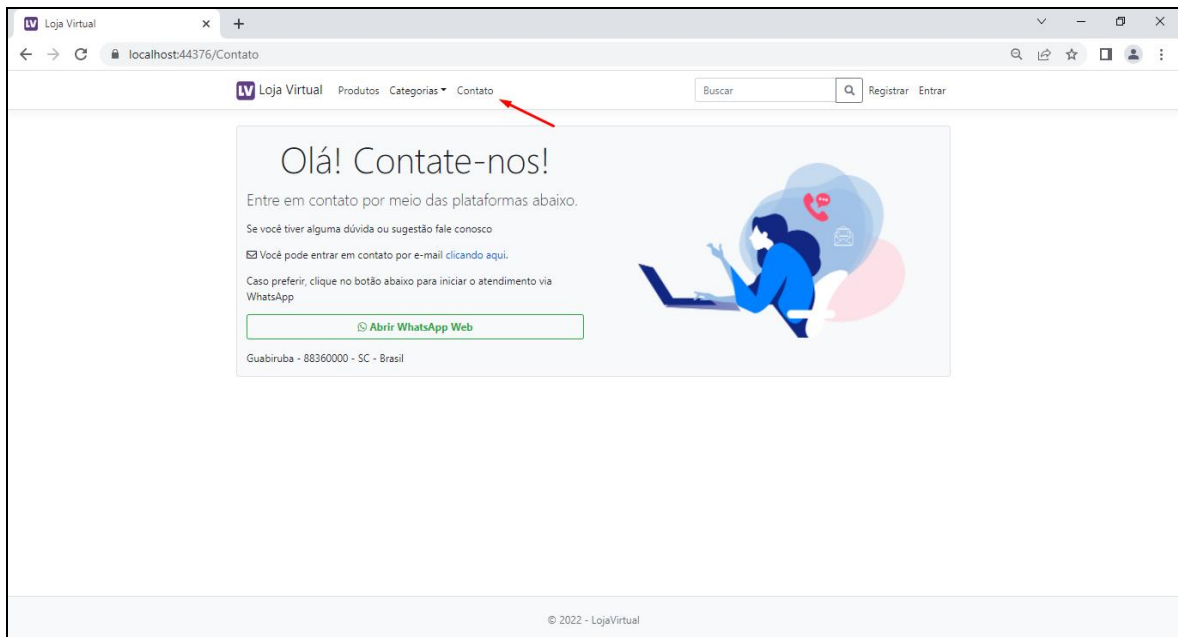 LV Loja Virtual
localhost:44376/Contato
LV Loja Virtual Produtos Categorias Contato Buscar Registrar Entrar
Olá! Contate-nos!
Entre em contato por meio das plataformas abaixo.
Se você tiver alguma dúvida ou sugestão fale conosco
Você pode entrar em contato por e-mail clicando aqui.
Caso preferir, clique no botão abaixo para iniciar o atendimento via
WhatsApp
Abrir WhatsApp Web
Guabiruba - 88360000 - SC - Brasil
© 2022 - LojaVirtual